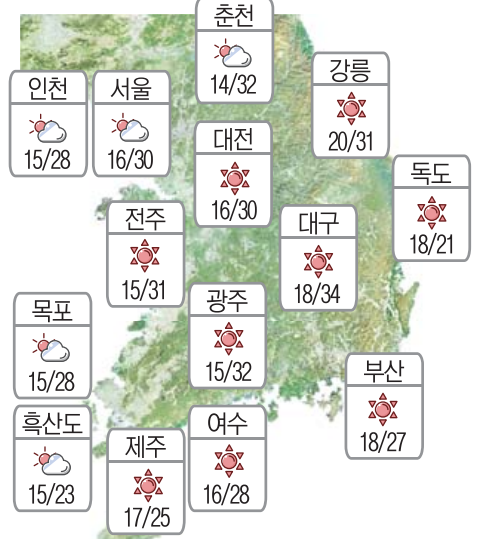 춘천
14/32
강릉
20/31
인천
15/28
서울
16/30
대전
16/30
독도
18/21
전주
15/31
대구
18/34
목포
15/28
광주
15/32
부산
18/27
흑산도
15/23
제주
17/25
여수
16/28